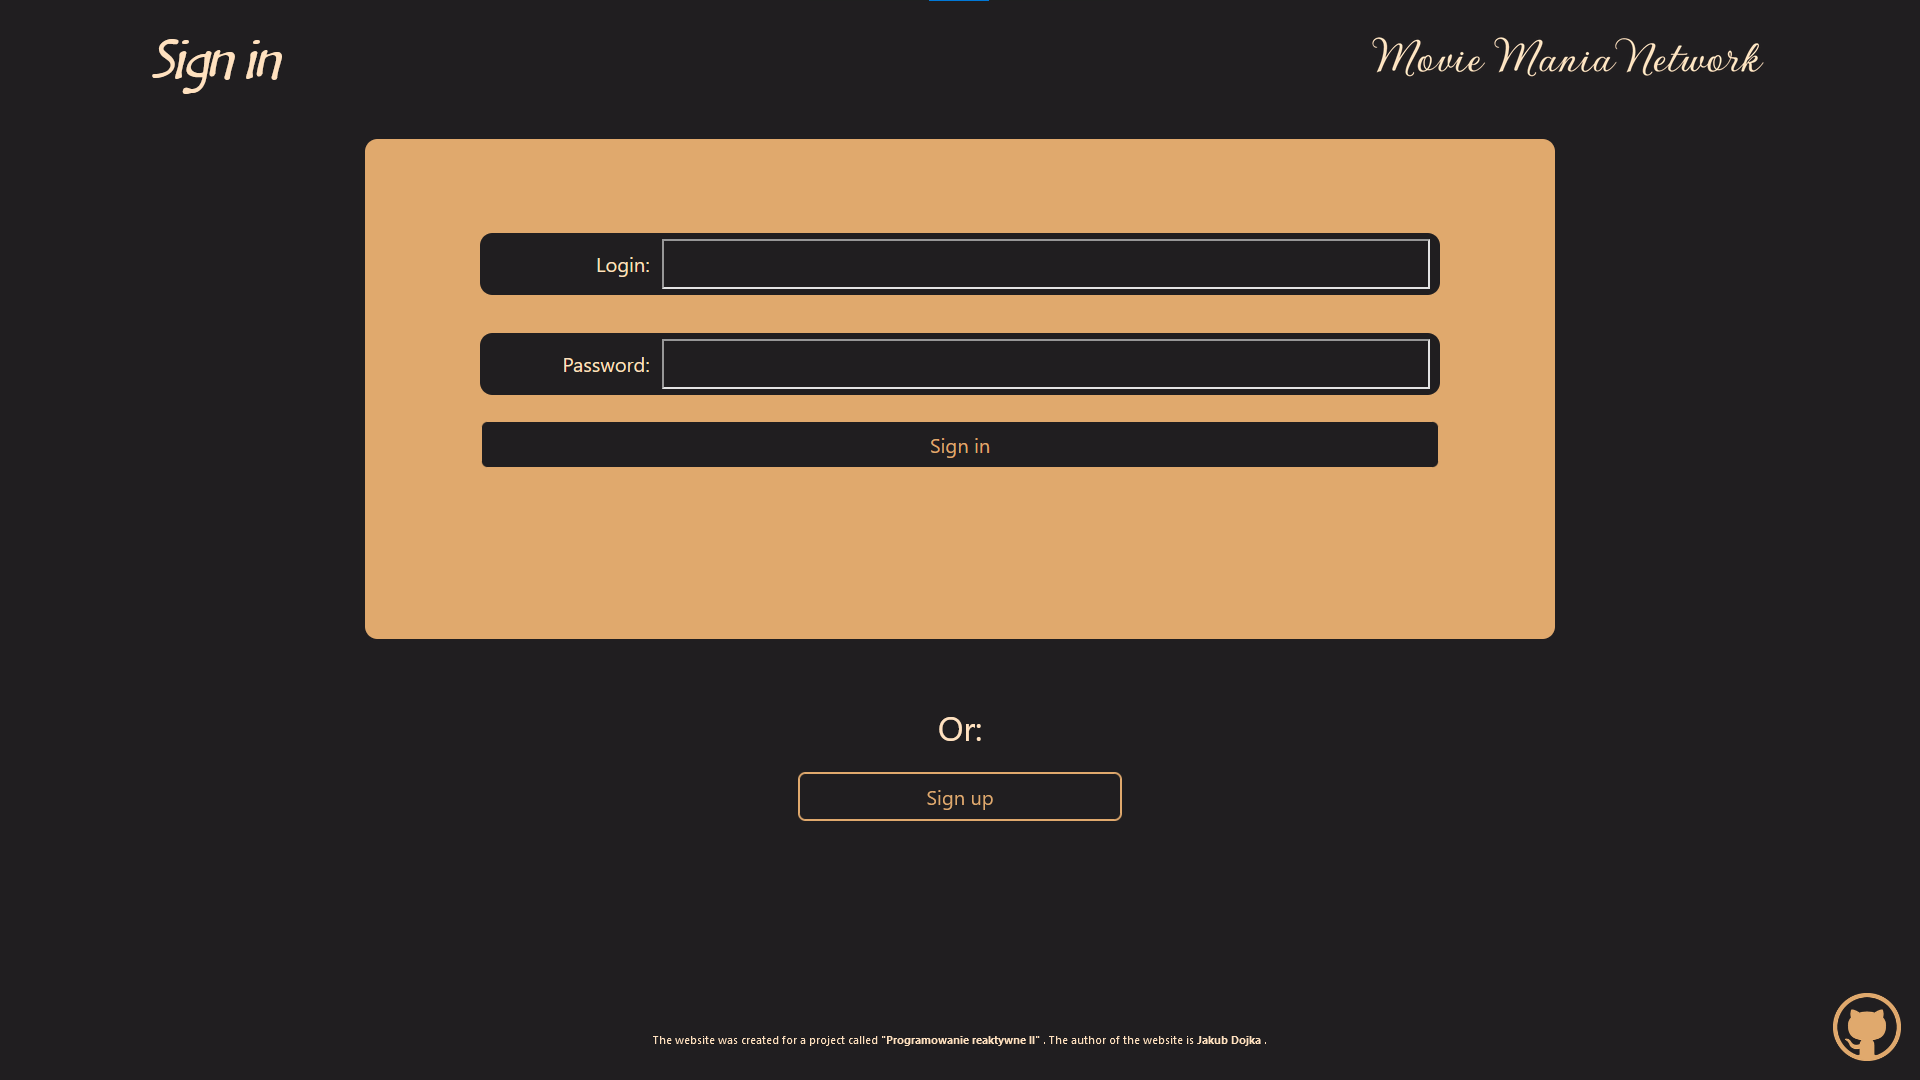 Sign in
Movie Mania Network
Login:
Password:
Sign in
Or:
Sign up
The website was created for a project called "Programowanie reaktywne II" . The author of the website is Jakub Dojka .